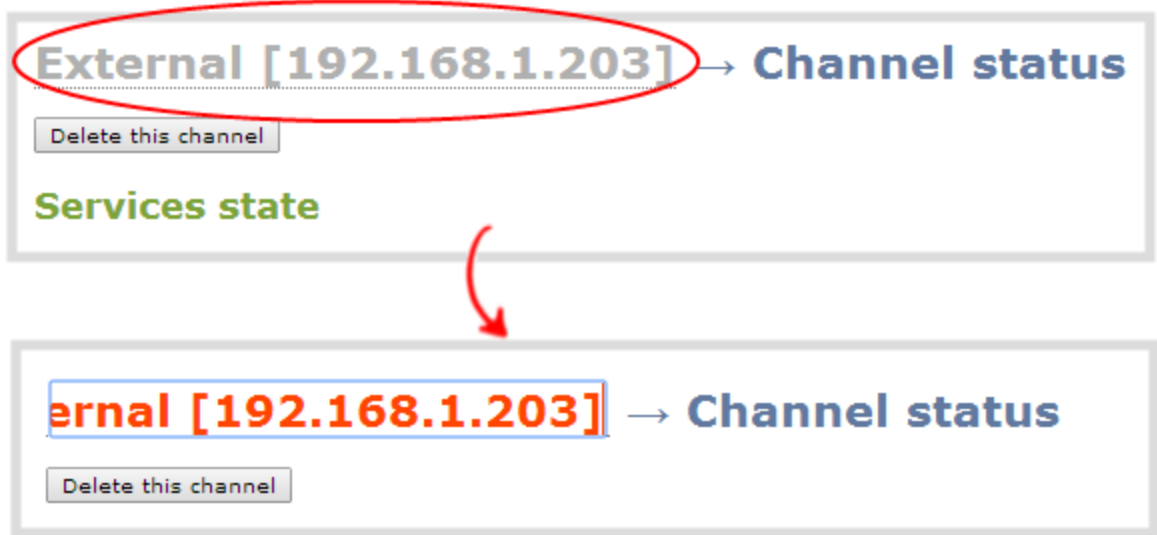 External [192.168.1.203] → Channel status
Delete this channel
Services state
ernal [192.168.1.203] → Channel status
Delete this channel